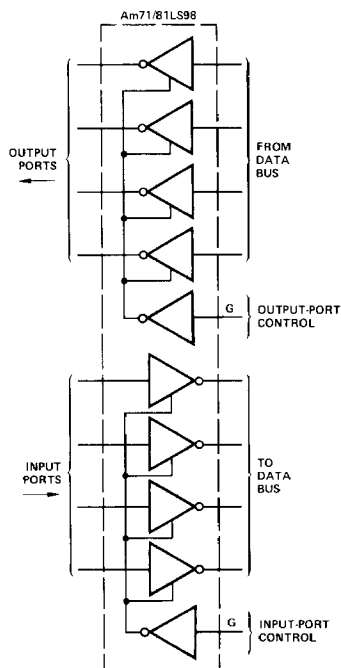 Am71/81LS98
OUTPUT
PORTS
FROM
DATA
BUS
G
OUTPUT-PORT
CONTROL
INPUT
PORTS
TO
DATA
BUS
G
INPUT-PORT
CONTROL